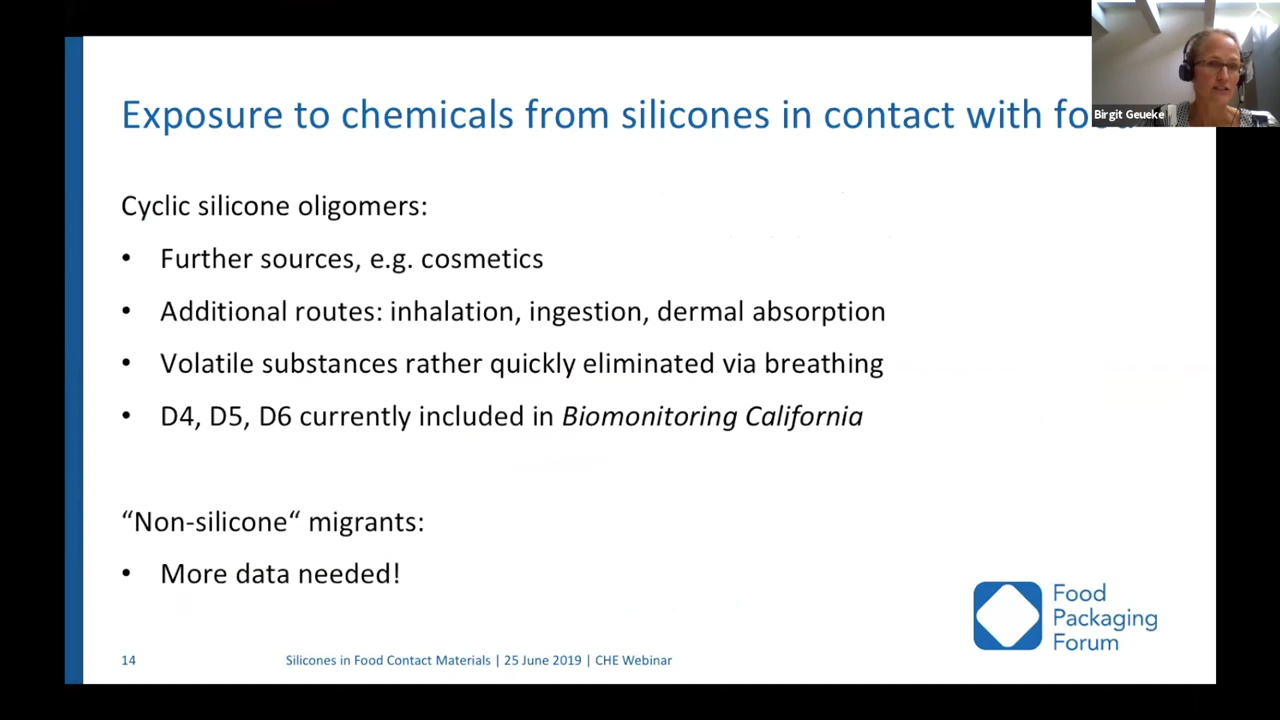 Exposure to chemicals from silicones in contact with
Birgit Geueke
Cyclic silicone oligomers:
• Further sources, e.g. cosmetics
• Additional routes: inhalation, ingestion, dermal absorption
• Volatile substances rather quickly eliminated via breathing
• D4, D5, D6 currently included in Biomonitoring California
“Non-silicone“ migrants:
• More data needed!
Food
Packaging
Forum
14
Silicones in Food Contact Materials | 25 June 2019 | CHE Webinar